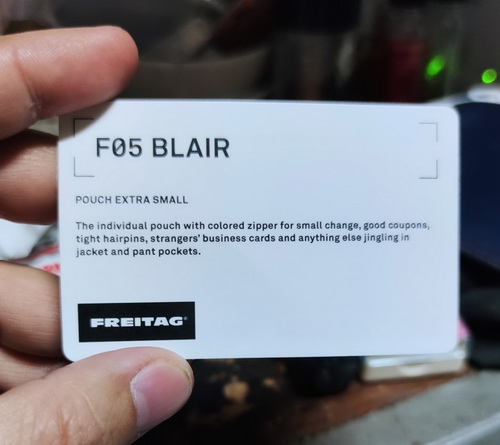 F05 BLAIR
POUCH EXTRA SMALL
The individual pouch with colored zipper for small change, good coupons,
tight hairpins, strangers' business cards and anything else jingling in
jacket and pant pockets.
FREITAG®